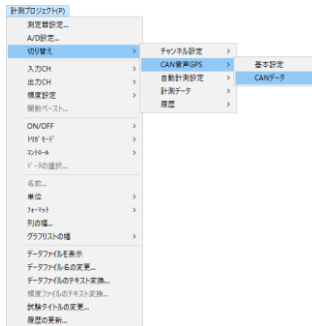 計測プロジェクト(P)
測定器設定...
A/D設定...
切り替え
入力CH
出力CH
頻度設定
関数ペースト...
ON/OFF
ﾄﾘｶﾞﾓｰﾄﾞ
ｺﾝﾄﾛｰﾙ
ﾃﾞｰﾀの選択...
名前...
単位
ﾌｫｰﾏｯﾄ
列の幅...
グラフリストの幅
データファイルを表示
データファイル名の変更...
データファイルのテキスト変換...
頻度ファイルのテキスト変換...
試験タイトルの変更...
履歴の更新...
チャンネル設定
CAN音声GPS
自動計測設定
計測データ
履歴
基本設定
CANデータ